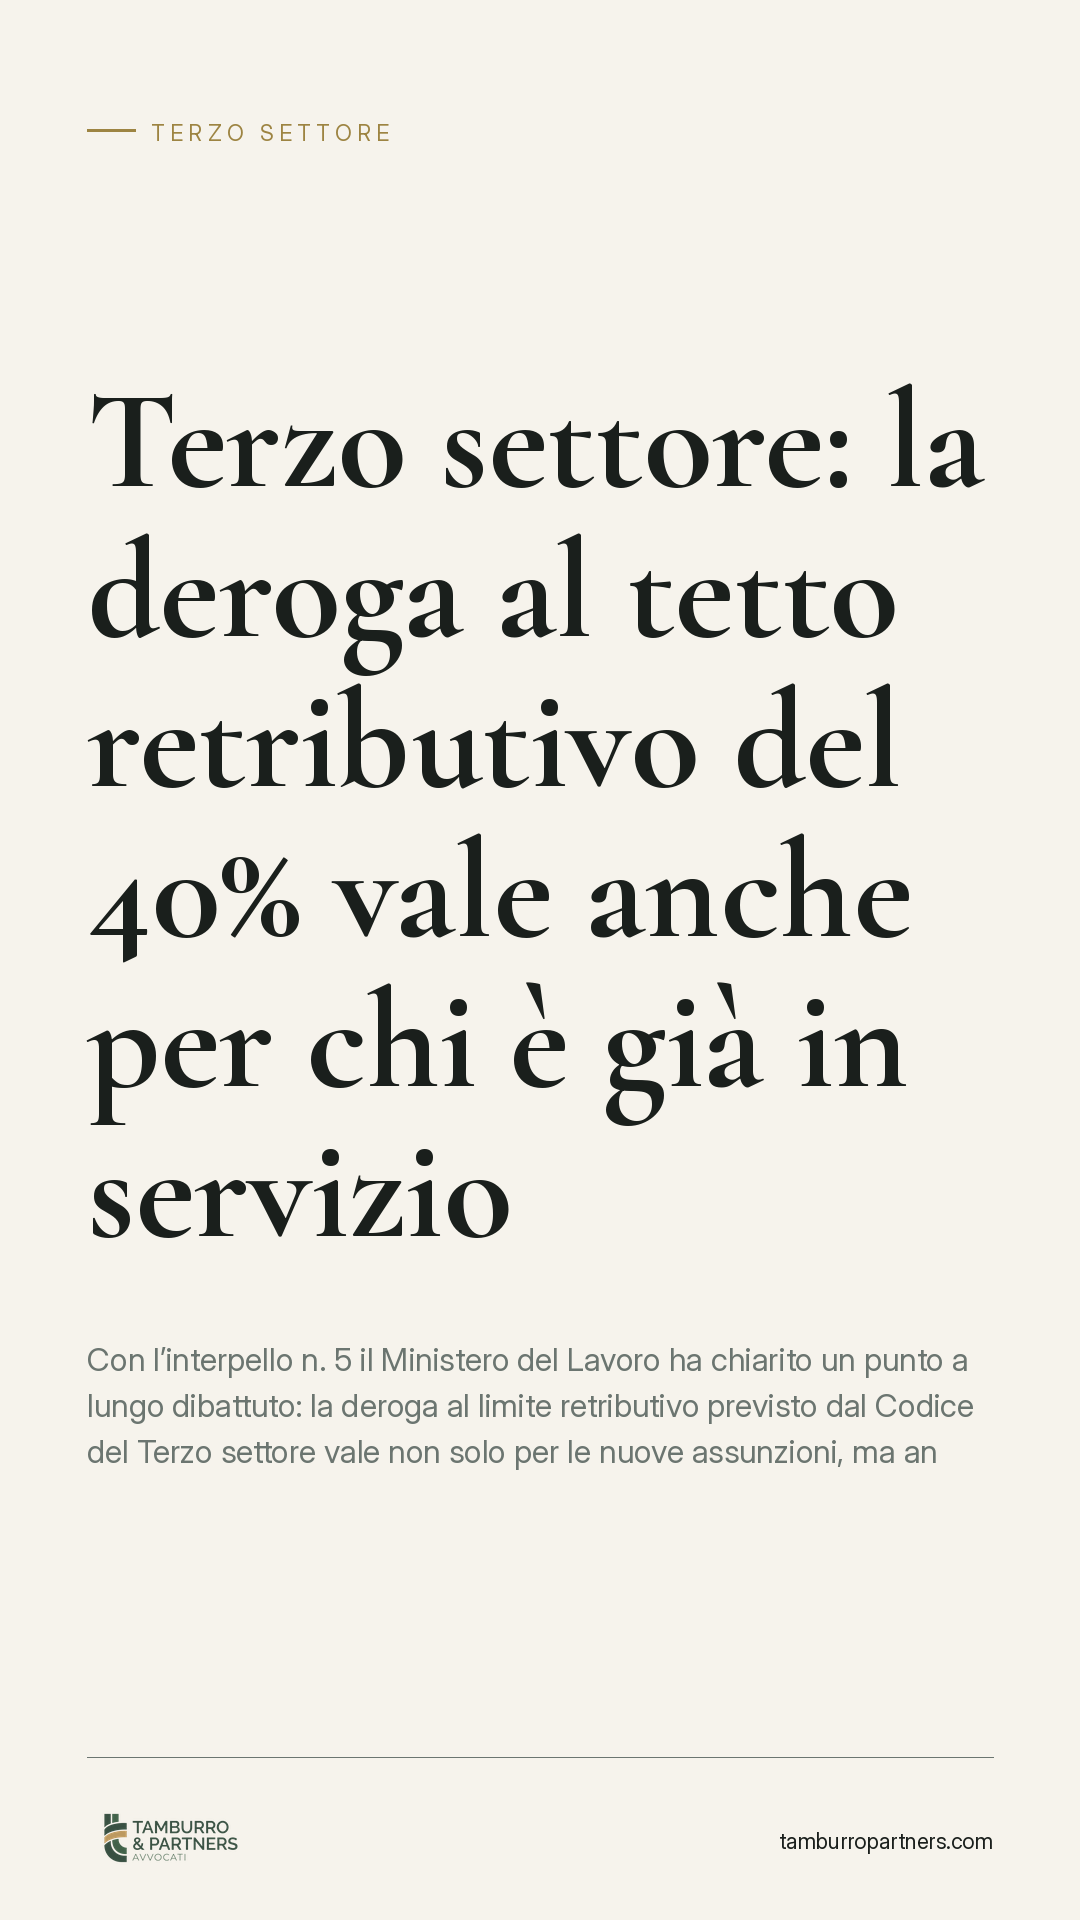 TERZO SETTORE
Terzo settore: la
deroga al tetto
retributivo del
40% vale anche
per chi è già in
servizio
Con l’interpello n. 5 il Ministero del Lavoro ha chiarito un punto a
lungo dibattuto: la deroga al limite retributivo previsto dal Codice
del Terzo settore vale non solo per le nuove assunzioni, ma an
TAMBURRO
& PARTNERS
AVVOCATI
tamburropartners.com